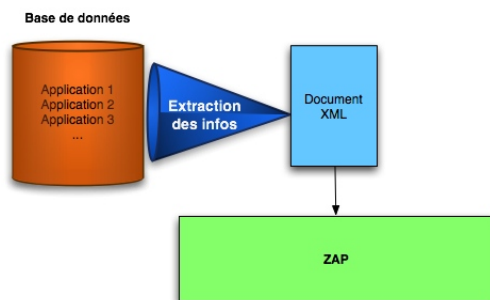 Base de données
Application 1
Application 2
Application 3
...
Extraction
des infos
Document
XML
ZAP